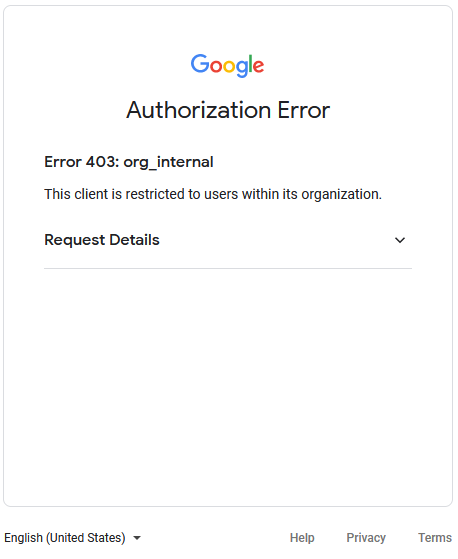 Google
Authorization Error
Error 403: org_internal
This client is restricted to users within its organization.
Request Details
English (United States)
Help
Privacy
Terms